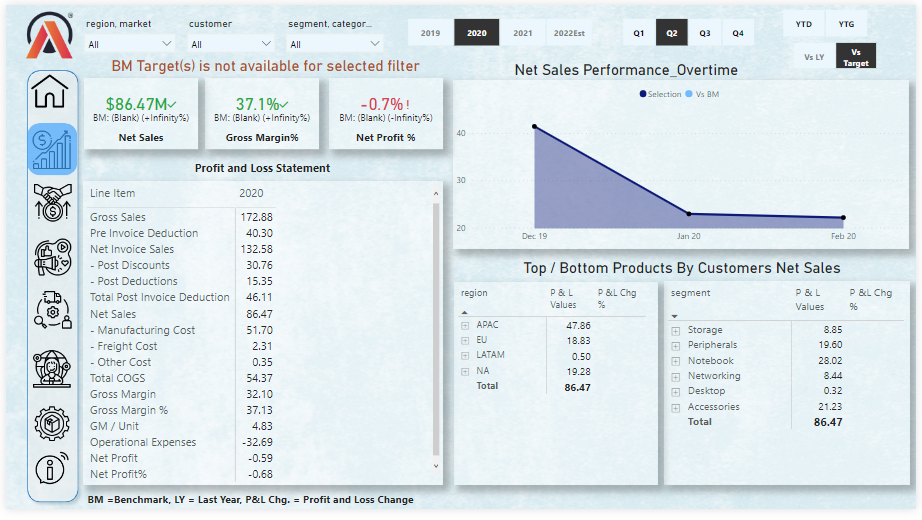 region, market customer segment, categor...
All All All
2019 2020 2021 2022Est
Q1 Q2 Q3 Q4
YTD YTG
Vs LY Vs Target
BM Target(s) is not available for selected filter
$86.47M
BM: (Blank) (+Infinity%)
Net Sales
37.1%
BM: (Blank) (+Infinity%)
Gross Margin%
-0.7% !
BM: (Blank) (-Infinity%)
Net Profit %
Profit and Loss Statement
Line Item 2020
Gross Sales 172.88
Pre Invoice Deduction 40.30
Net Invoice Sales 132.58
- Post Discounts 30.76
- Post Deductions 15.35
Total Post Invoice Deduction 46.11
Net Sales 86.47
- Manufacturing Cost 51.70
- Freight Cost 2.31
- Other Cost 0.35
Total COGS 54.37
Gross Margin 32.10
Gross Margin % 37.13
GM / Unit 4.83
Operational Expenses -32.69
Net Profit -0.59
Net Profit% -0.68
Net Sales Performance_Overtime
Selection Vs BM
40
30
20
Dec 19 Jan 20 Feb 20
Top / Bottom Products By Customers Net Sales
region P & L Values P &L Chg %
APAC 47.86
EU 18.83
LATAM 0.50
NA 19.28
Total 86.47
segment P & L Values P &L Chg %
Storage 8.85
Peripherals 19.60
Notebook 28.02
Networking 8.44
Desktop 0.32
Accessories 21.23
Total 86.47
BM =Benchmark, LY = Last Year, P&L Chg. = Profit and Loss Change